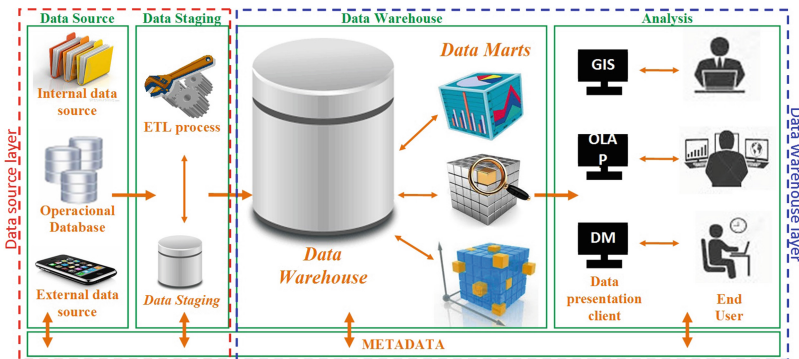 Data Source
Data Staging
Data Warehouse
Analysis
Data source layer
Internal data
source
Operacional
Database
External data
source
ETL process
Data Staging
Data
Warehouse
Data Marts
GIS
OLA
P
DM
Data
presentation
client
End
User
Data Warehouse layer
METADATA